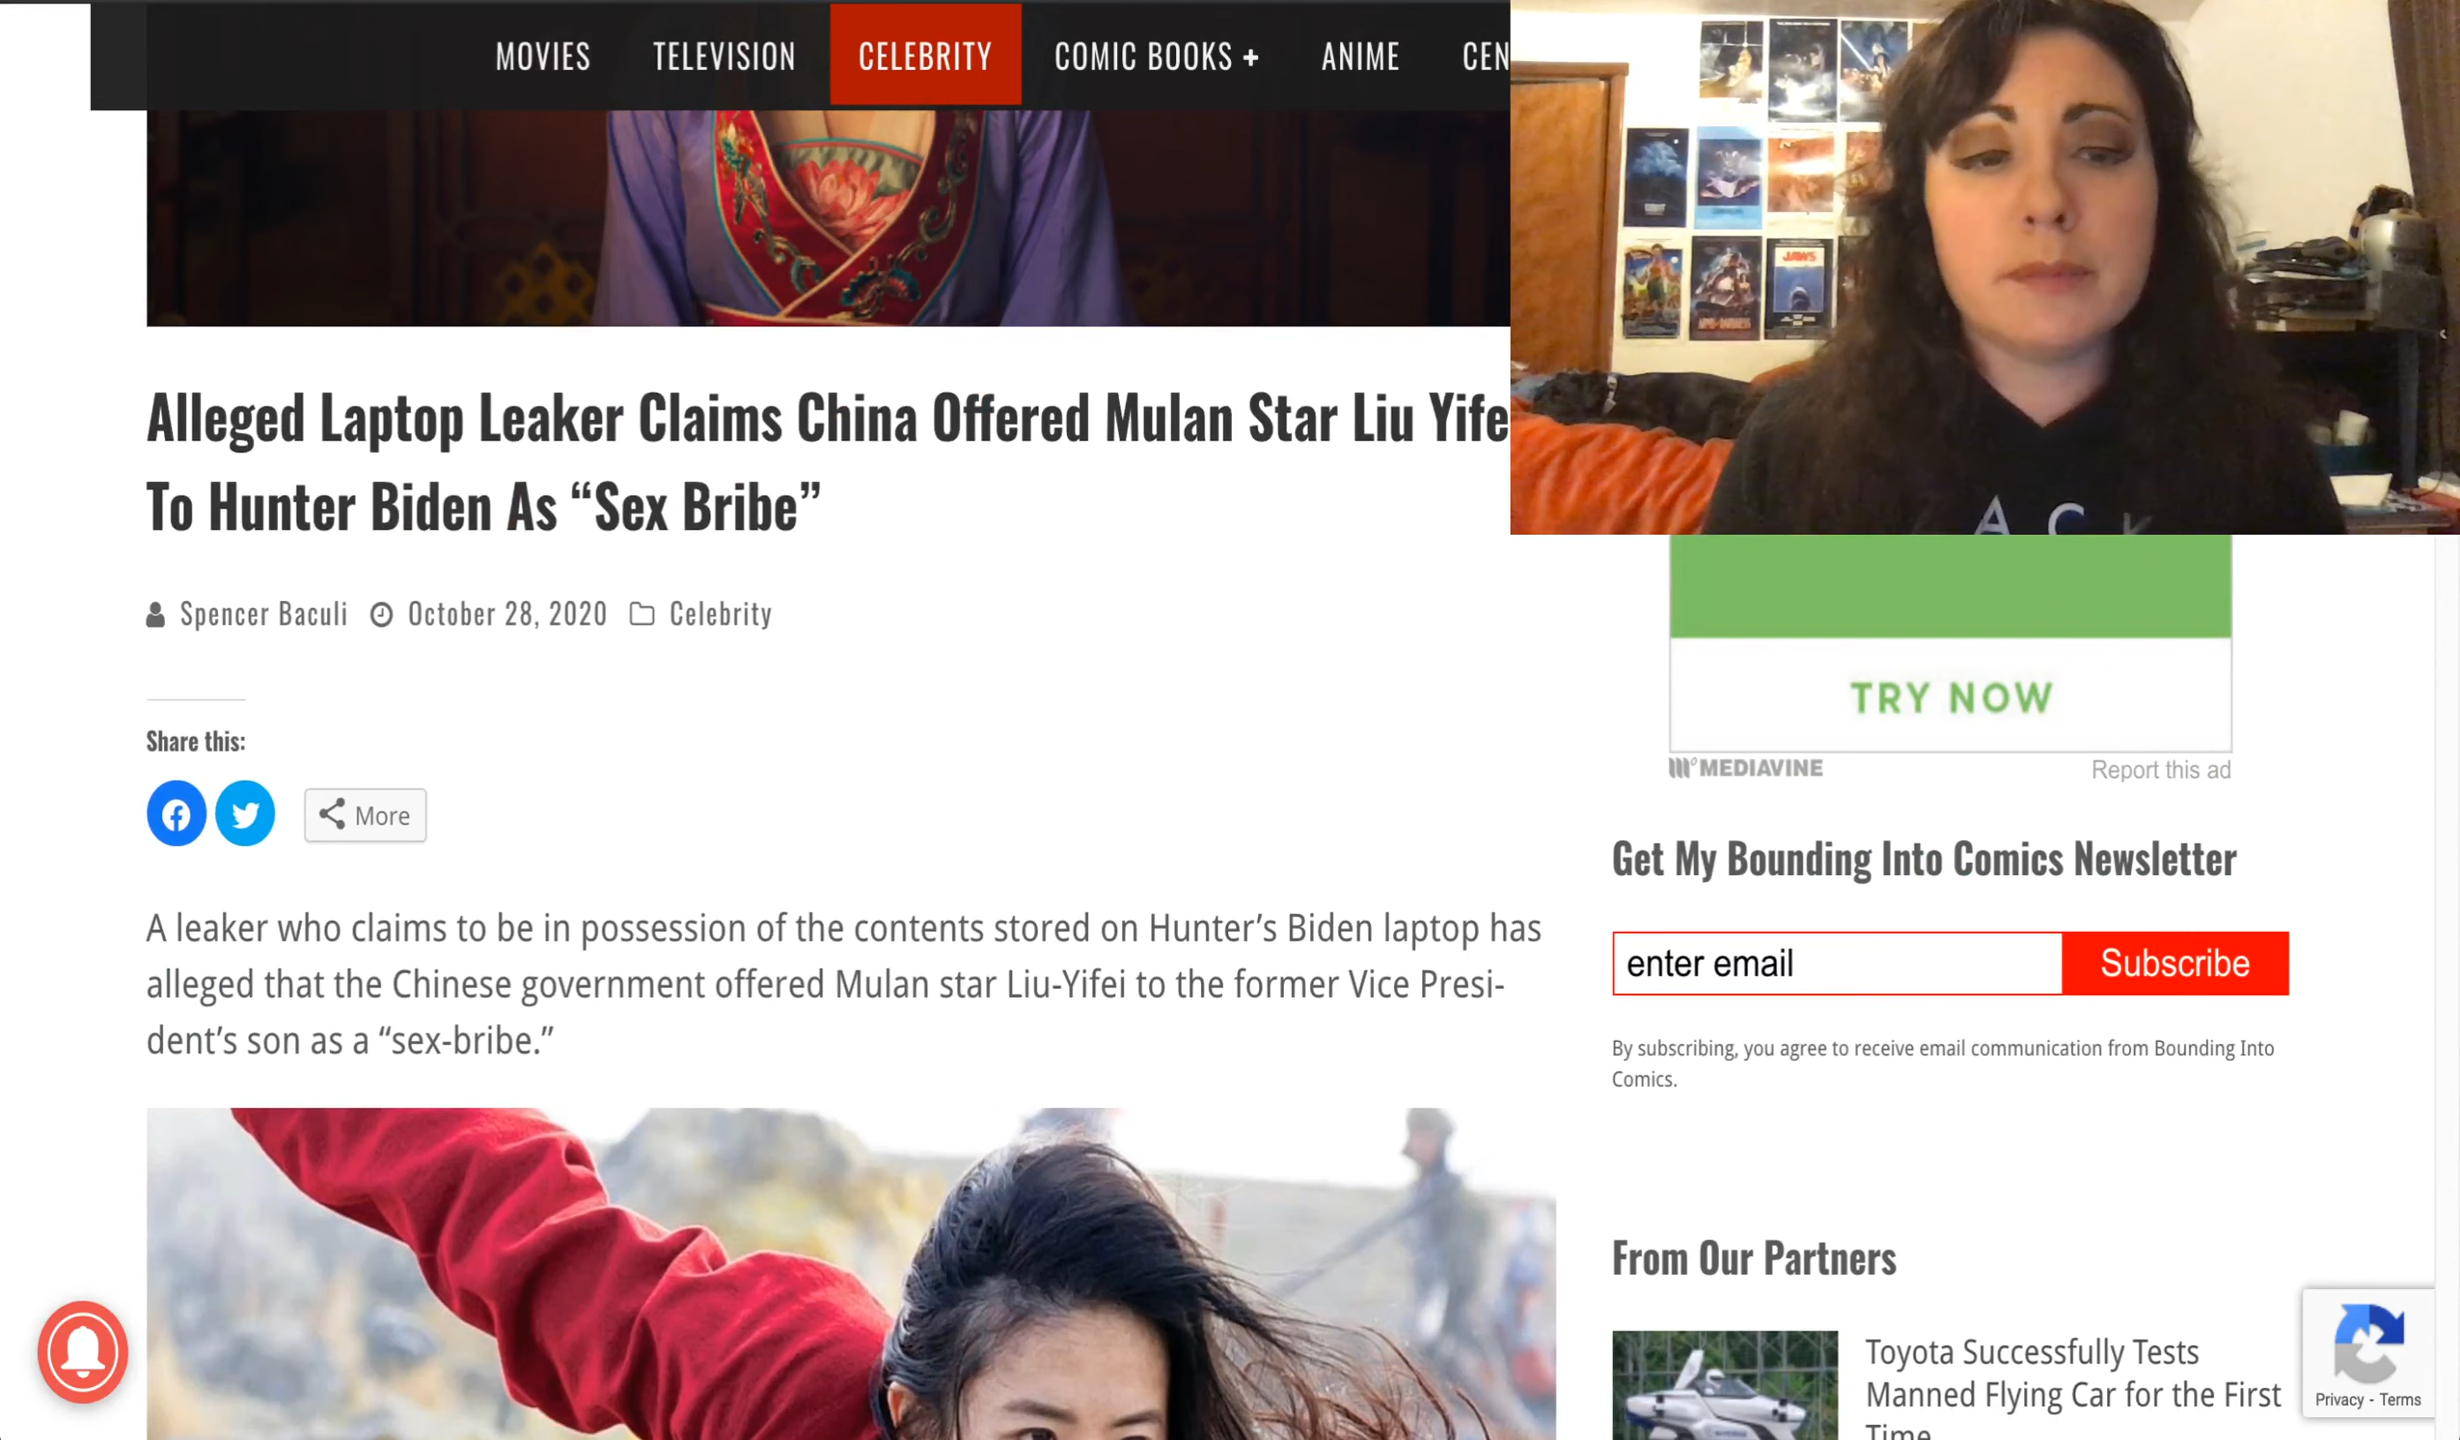 MOVIES TELEVISION CELEBRITY COMIC BOOKS + ANIME CEN
JAWS
A C K
Alleged Laptop Leaker Claims China Offered Mulan Star Liu Yife
To Hunter Biden As “Sex Bribe”
Spencer Baculi October 28, 2020 Celebrity
Share this:
More
A leaker who claims to be in possession of the contents stored on Hunter’s Biden laptop has
alleged that the Chinese government offered Mulan star Liu-Yifei to the former Vice Presi-
dent’s son as a “sex-bribe.”
TRY NOW
MEDIAVINE Report this ad
Get My Bounding Into Comics Newsletter
enter email Subscribe
By subscribing, you agree to receive email communication from Bounding Into
Comics.
From Our Partners
Toyota Successfully Tests
Manned Flying Car for the First
Time
Privacy - Terms